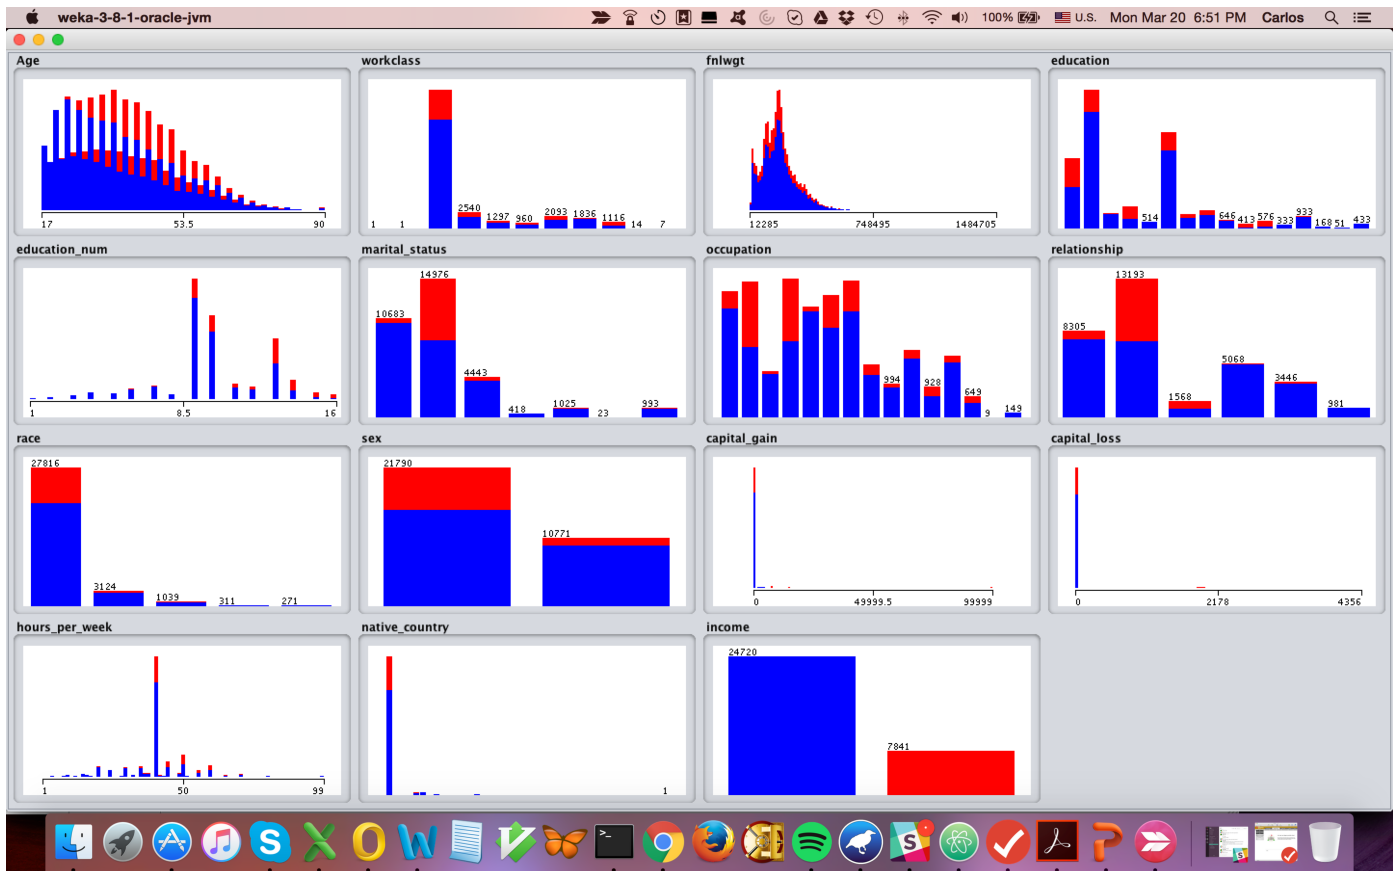 weka-3-8-1-oracle-jvm 100% U.S. Mon Mar 20 6:51 PM Carlos
Age
17 53.5 90
workclass
1 1 2540 1297 960 2093 1836 1116 14 7
fnlwgt
12285 748495 1484705
education
514 646 413 576 333 933 168 51 433
education_num
1 8.5 16
marital_status
10683 14976 4443 418 1025 23 993
occupation
994 928 649 9 149
relationship
8305 13193 1568 5068 3446 981
race
27816 3124 1039 311 271
sex
21790 10771
capital_gain
0 49999.5 99999
capital_loss
0 2178 4356
hours_per_week
1 50 99
native_country
1
income
24720 7841